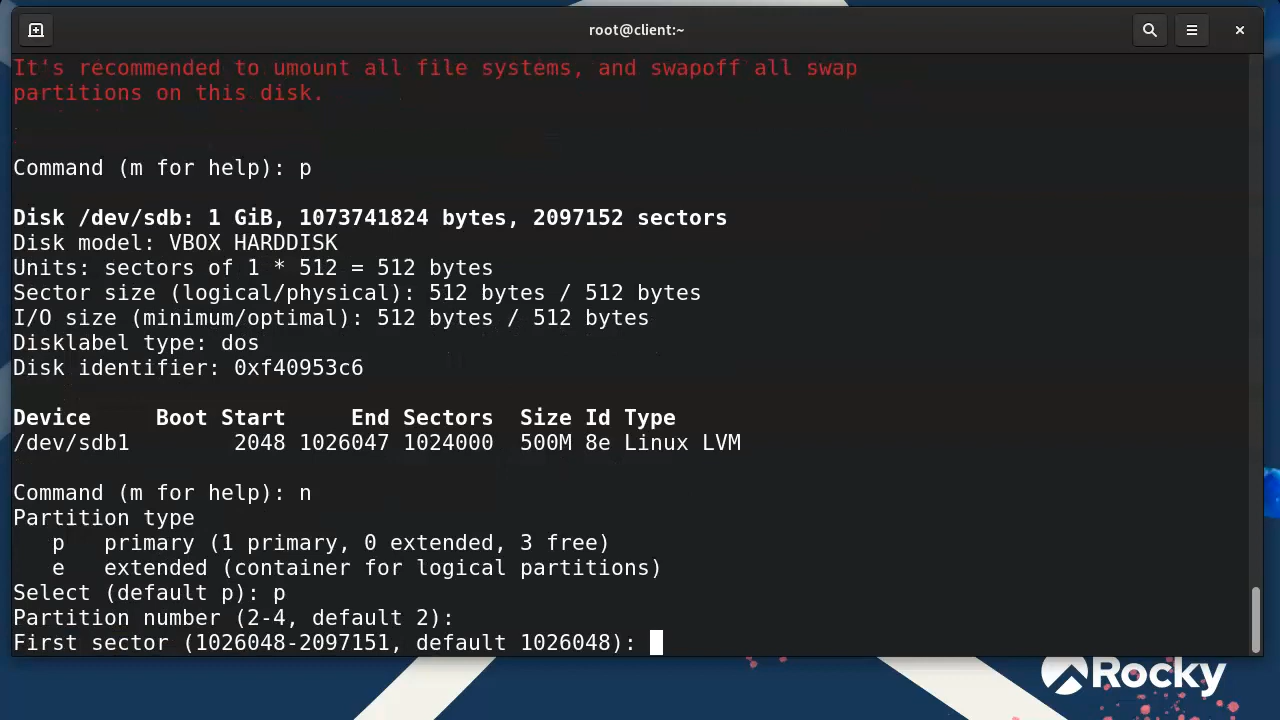 root@client:~
It's recommended to umount all file systems, and swapoff all swap
partitions on this disk.
Command (m for help): p
Disk /dev/sdb: 1 GiB, 1073741824 bytes, 2097152 sectors
Disk model: VBOX HARDDISK
Units: sectors of 1 * 512 = 512 bytes
Sector size (logical/physical): 512 bytes / 512 bytes
I/O size (minimum/optimal): 512 bytes / 512 bytes
Disklabel type: dos
Disk identifier: 0xf40953c6
Device     Boot Start     End Sectors  Size Id Type
/dev/sdb1        2048 1026047 1024000  500M 8e Linux LVM
Command (m for help): n
Partition type
   p   primary (1 primary, 0 extended, 3 free)
   e   extended (container for logical partitions)
Select (default p): p
Partition number (2-4, default 2):
First sector (1026048-2097151, default 1026048):
Rocky